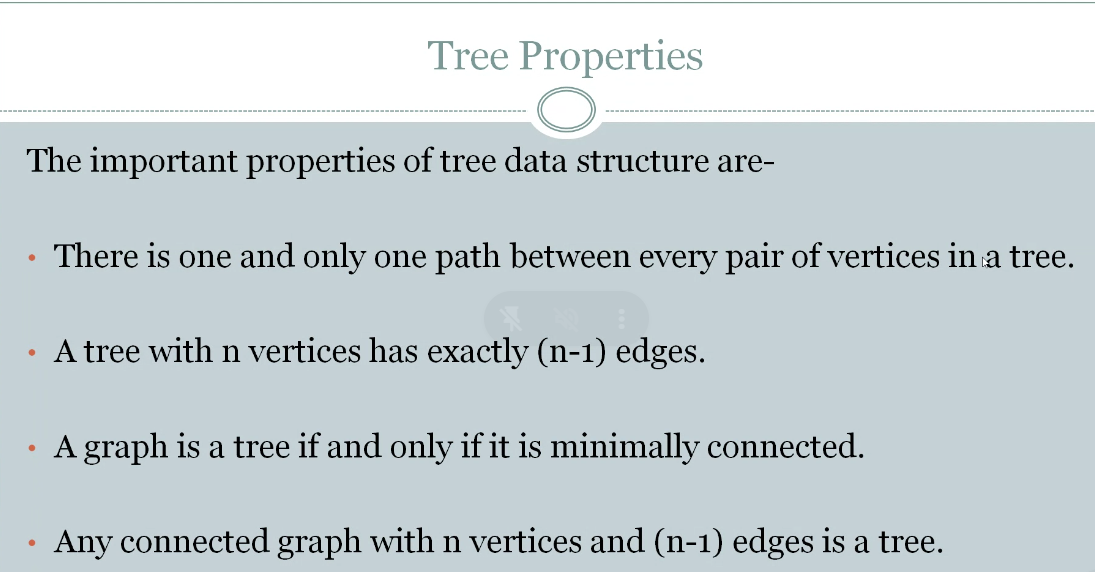 Tree Properties
The important properties of tree data structure are-
• There is one and only one path between every pair of vertices in a tree.
• A tree with n vertices has exactly (n-1) edges.
• A graph is a tree if and only if it is minimally connected.
• Any connected graph with n vertices and (n-1) edges is a tree.